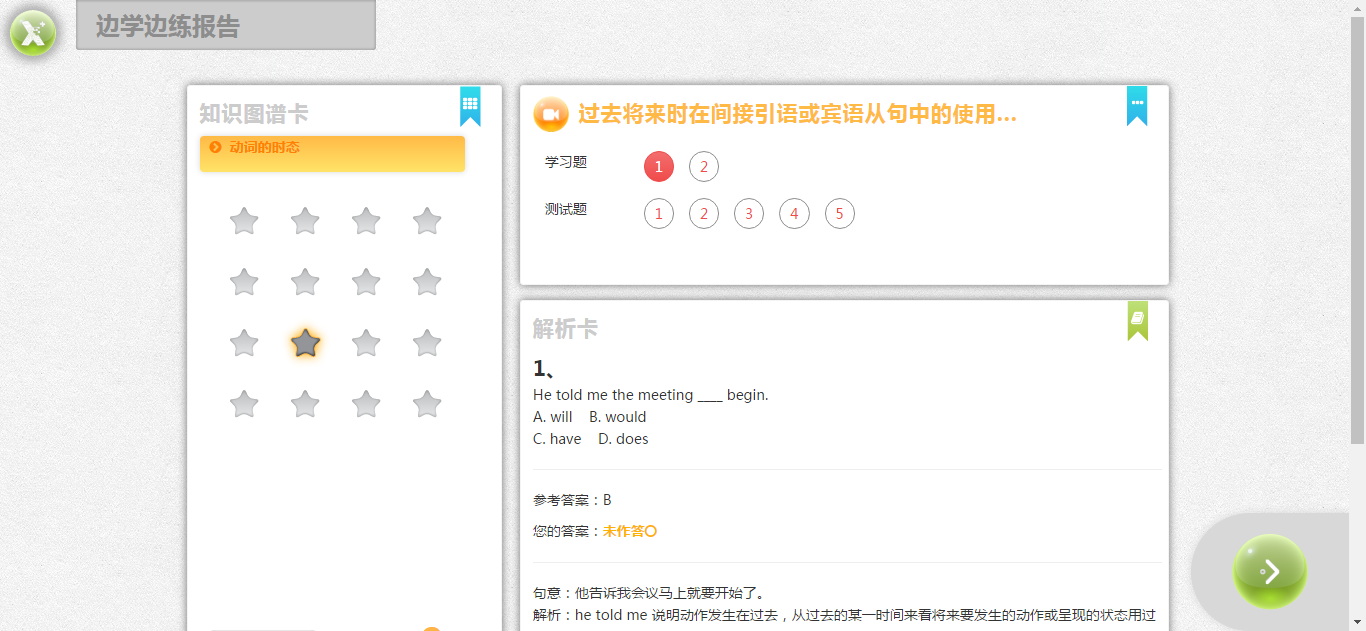 边学边练报告
知识图谱卡
动词的时态
过去将来时在间接引语或宾语从句中的使用...
学习题 1 2
测试题 1 2 3 4 5
解析卡
1、
He told me the meeting ____ begin.
A. will B. would
C. have D. does
参考答案：B
您的答案：未作答〇
句意：他告诉我会议马上就要开始了。
解析：he told me 说明动作发生在过去，从过去的某一时间来看将来要发生的动作或呈现的状态用过